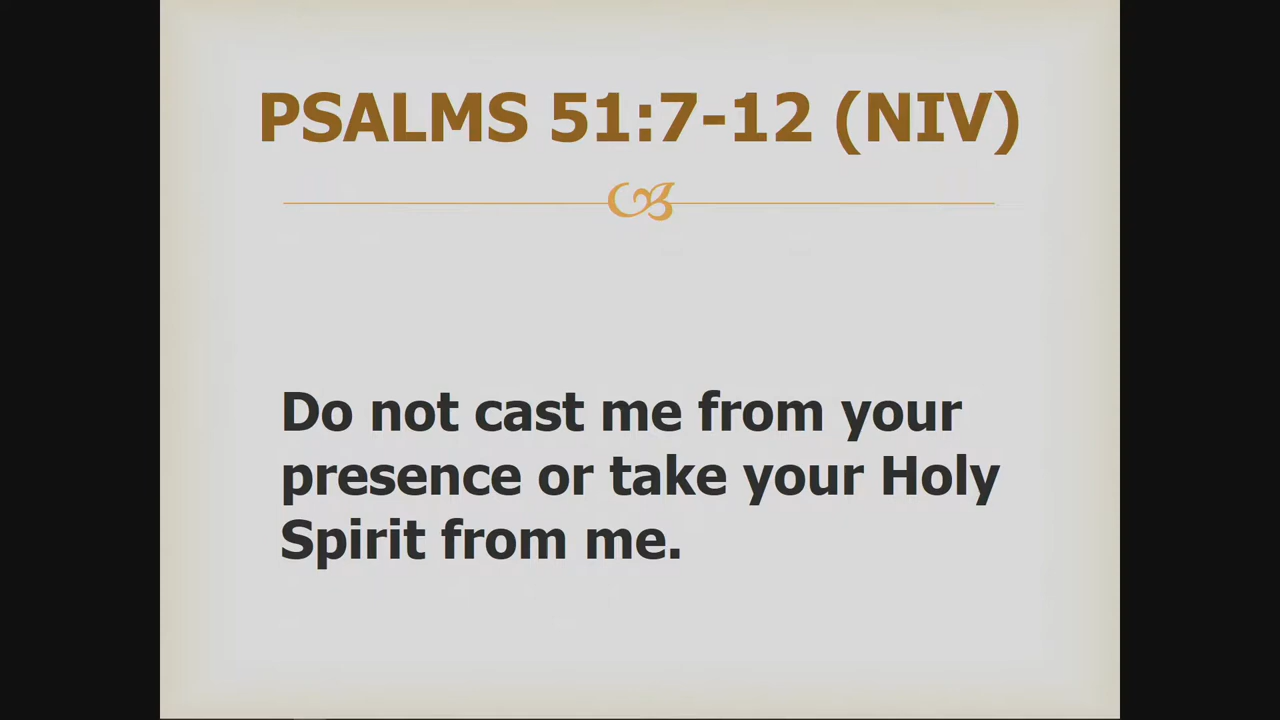 PSALMS 51:7-12 (NIV)
Do not cast me from your
presence or take your Holy
Spirit from me.